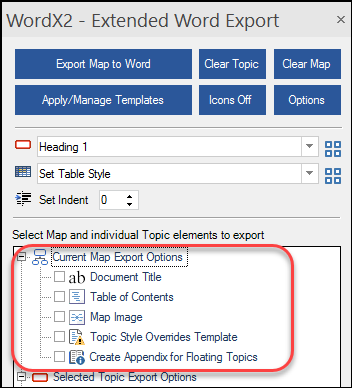 WordX2 - Extended Word Export
Export Map to Word Clear Topic Clear Map
Apply/Manage Templates Icons Off Options
Heading 1
Set Table Style
Set Indent 0
Select Map and individual Topic elements to export
Current Map Export Options
ab Document Title
Table of Contents
Map Image
Topic Style Overrides Template
Create Appendix for Floating Topics
Selected Topic Export Options